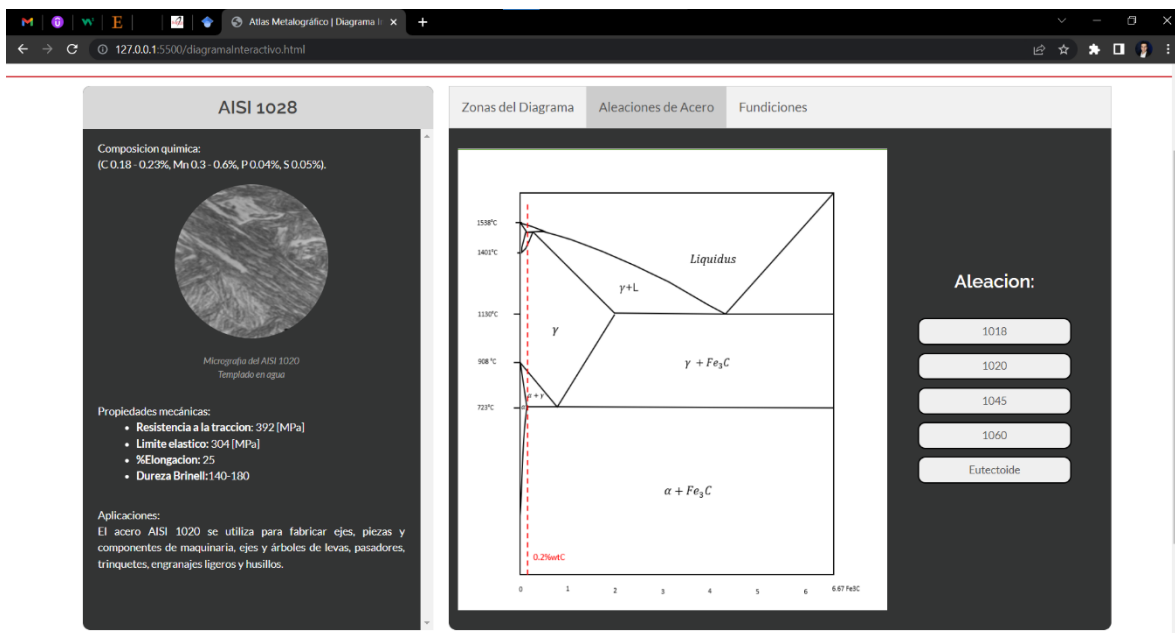 Atlas Metalográfico | Diagrama In
127.0.0.1:5500/diagramaInteractivo.html
AISI 1028
Composicion quimica:
(C 0.18 - 0.23%, Mn 0.3 - 0.6%, P 0.04%, S 0.05%).
Micrografia del AISI 1020
Templado en agua
Propiedades mecánicas:
• Resistencia a la traccion: 392 [MPa]
• Limite elastico: 304 [MPa]
• %Elongacion: 25
• Dureza Brinell:140-180
Aplicaciones:
El acero AISI 1020 se utiliza para fabricar ejes, piezas y
componentes de maquinaria, ejes y árboles de levas, pasadores,
trinquetes, engranajes ligeros y husillos.
Zonas del Diagrama
Aleaciones de Acero
Fundiciones
1538°C
1401°C
1130°C
908 °C
723°C
Liquidus
γ+L
γ
γ + Fe₃C
α + γ
α
α + Fe₃C
0.2%wtC
0 1 2 3 4 5 6 6.67 Fe3C
Aleacion:
1018
1020
1045
1060
Eutectoide